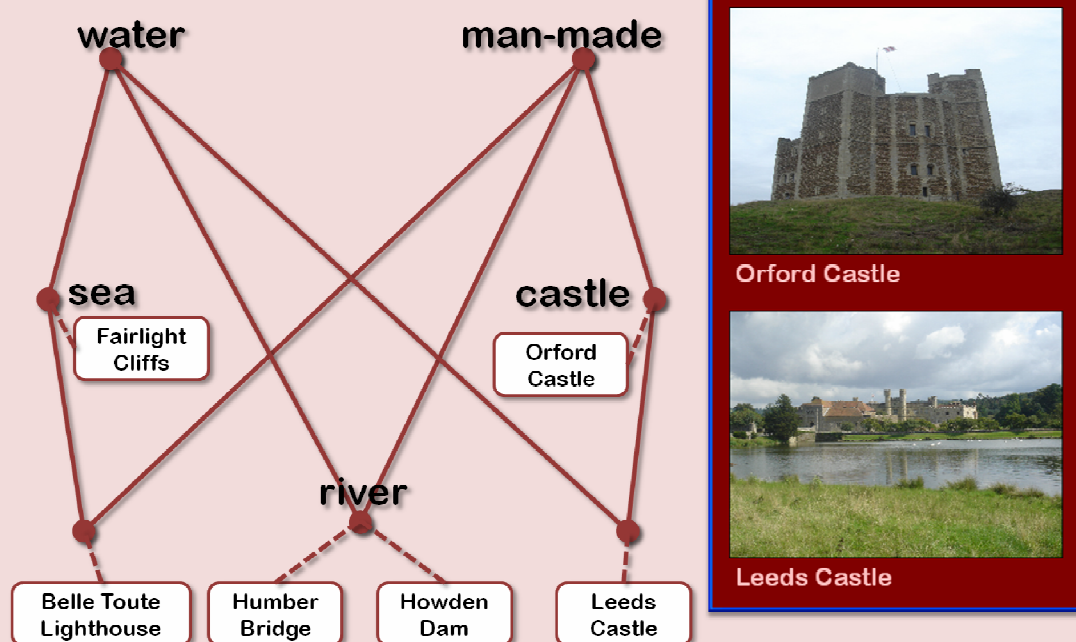 water
man-made
sea
castle
Fairlight
Cliffs
Orford
Castle
river
Belle Toute
Lighthouse
Humber
Bridge
Howden
Dam
Leeds
Castle
Orford Castle
Leeds Castle